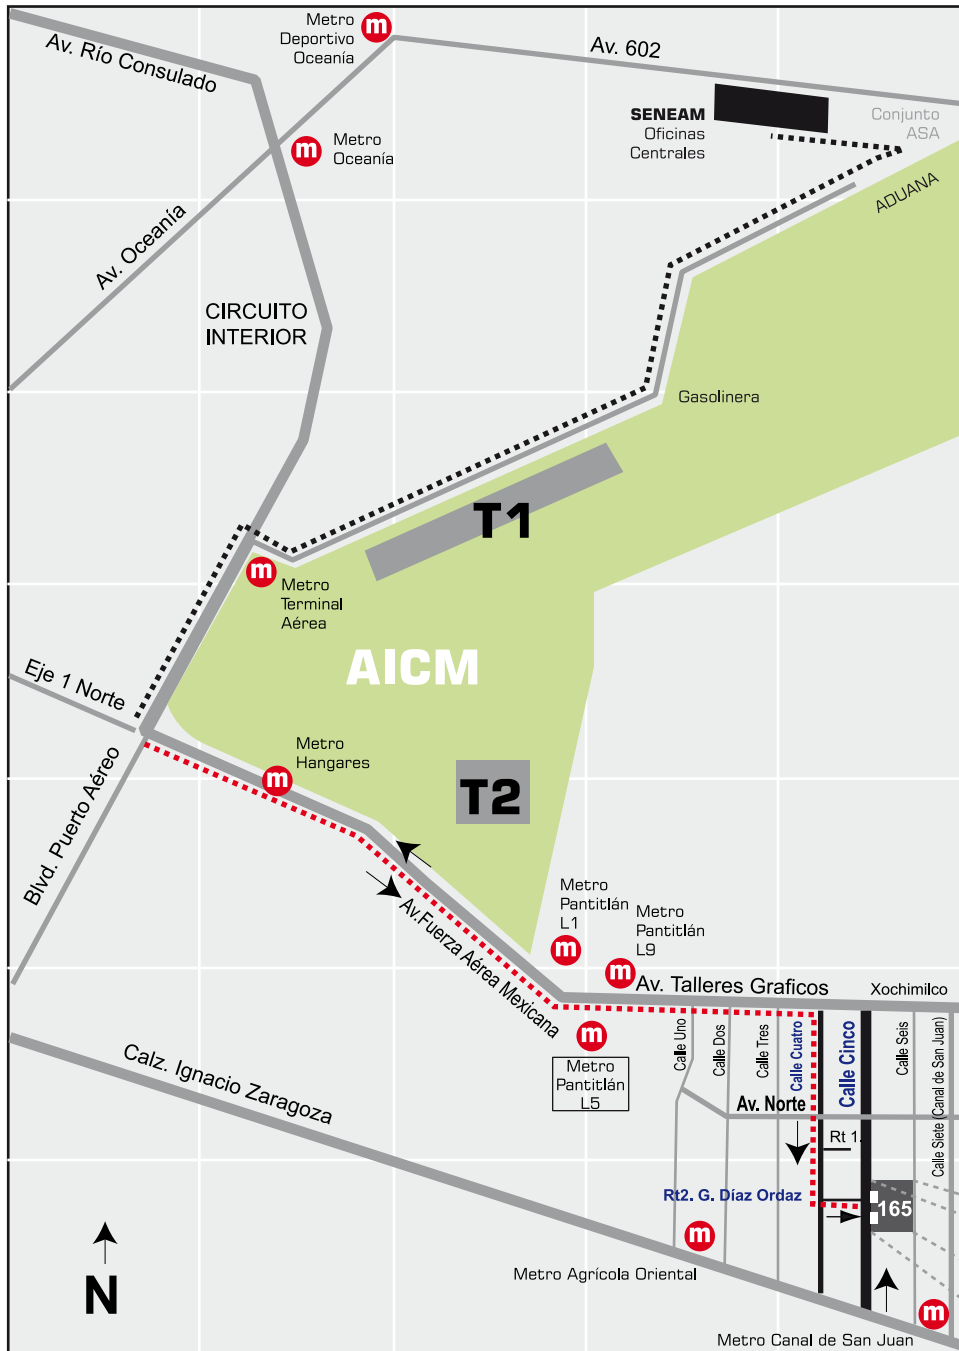 Metro
Deportivo
Oceanía
m
Av. Río Consulado
Av. 602
SENEAM
Oficinas
Centrales
Conjunto
ASA
m
Metro
Oceanía
ADUANA
Av. Oceanía
CIRCUITO
INTERIOR
Gasolinera
T1
m
Metro
Terminal
Aérea
AICM
Eje 1 Norte
Metro
Hangares
m
T2
Blvd. Puerto Aéreo
Metro
Pantitlán
L1
m
Metro
Pantitlán
L9
m
Av.Fuerza Aérea Mexicana
Av. Talleres Graficos
Xochimilco
m
Metro
Pantitlán
L5
Calle Uno
Calle Dos
Calle Tres
Calle Cuatro
Calle Cinco
Calle Seis
Calle Siete (Canal de San Juan)
Calz. Ignacio Zaragoza
Av. Norte
Rt 1.
Rt2. G. Díaz Ordaz
165
m
Metro Agrícola Oriental
N
m
Metro Canal de San Juan